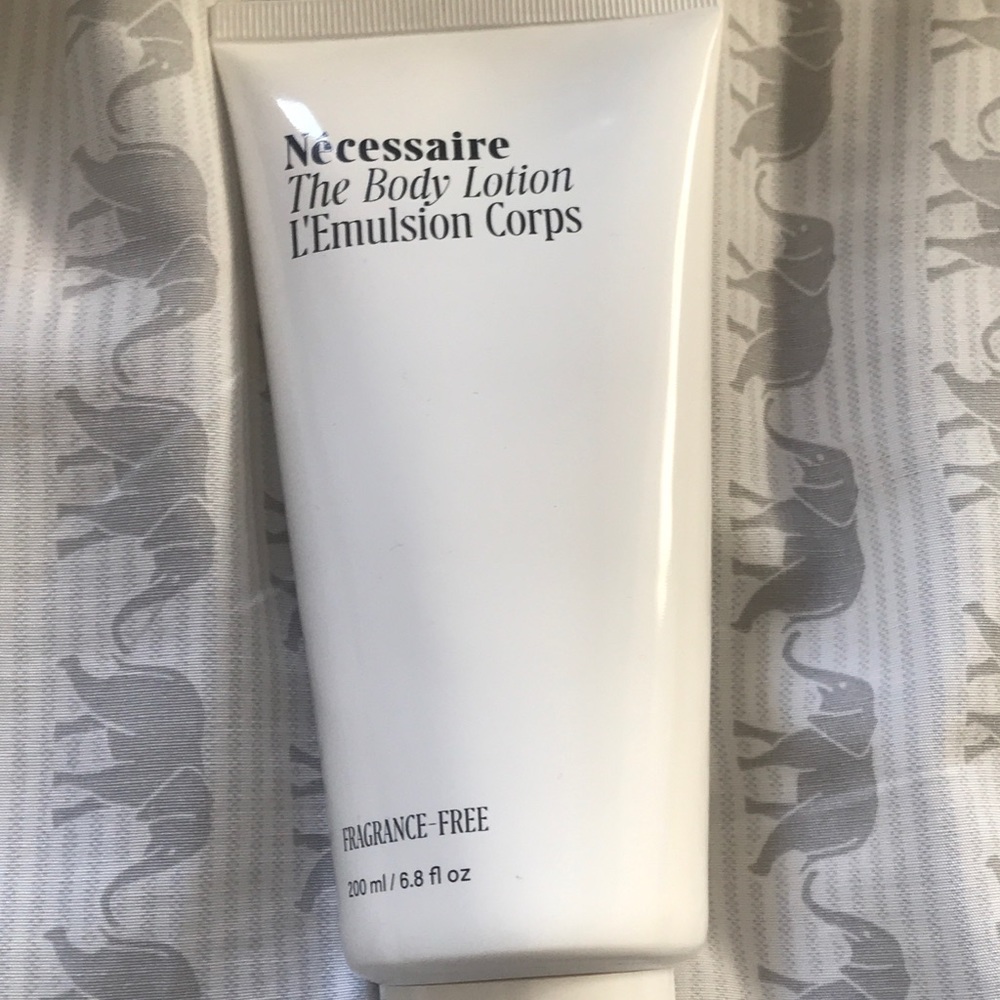 Nécessaire
The Body Lotion
L'Emulsion Corps
FRAGRANCE-FREE
200 ml / 6.8 fl oz